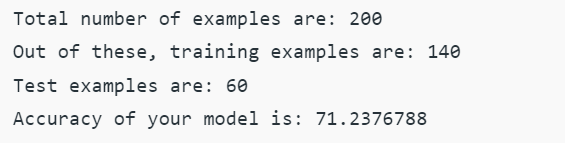 Total number of examples are: 200
Out of these, training examples are: 140
Test examples are: 60
Accuracy of your model is: 71.2376788